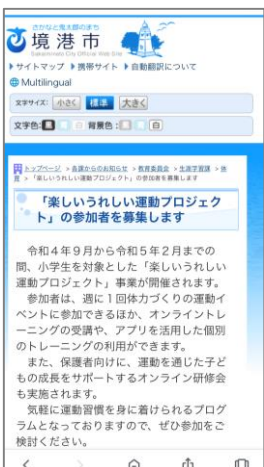 さかなと鬼太郎のまち
境港市
Sakaiminato City Official Web Site
サイトマップ 携帯サイト 自動翻訳について
Multilingual
文字サイズ: 小さく 標準 大きく
文字色: 背景色:
トップページ > 各課からのお知らせ > 教育委員会 > 生涯学習課 > 体
育 > 「楽しいうれしい運動プロジェクト」の参加者を募集します
「楽しいうれしい運動プロジェク
ト」の参加者を募集します
令和4年9月から令和5年2月までの
間、小学生を対象とした「楽しいうれしい
運動プロジェクト」事業が開催されます。
参加者は、週に1回体力づくりの運動イ
ベントに参加できるほか、オンライントレ
ーニングの受講や、アプリを活用した個別
のトレーニングの利用ができます。
また、保護者向けに、運動を通じた子ど
もの成長をサポートするオンライン研修会
も実施されます。
気軽に運動習慣を身に着けられるプログ
ラムとなっておりますので、ぜひ参加をご
検討ください。